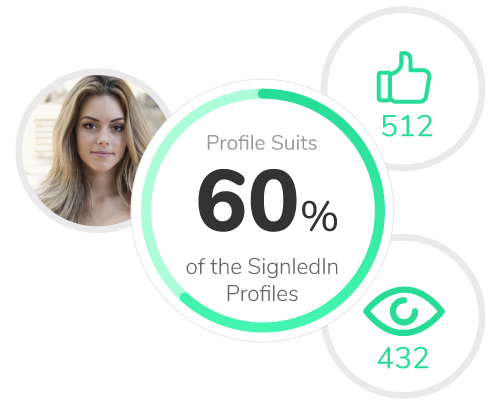 512
Profile Suits
60%
of the SignledIn
Profiles
432